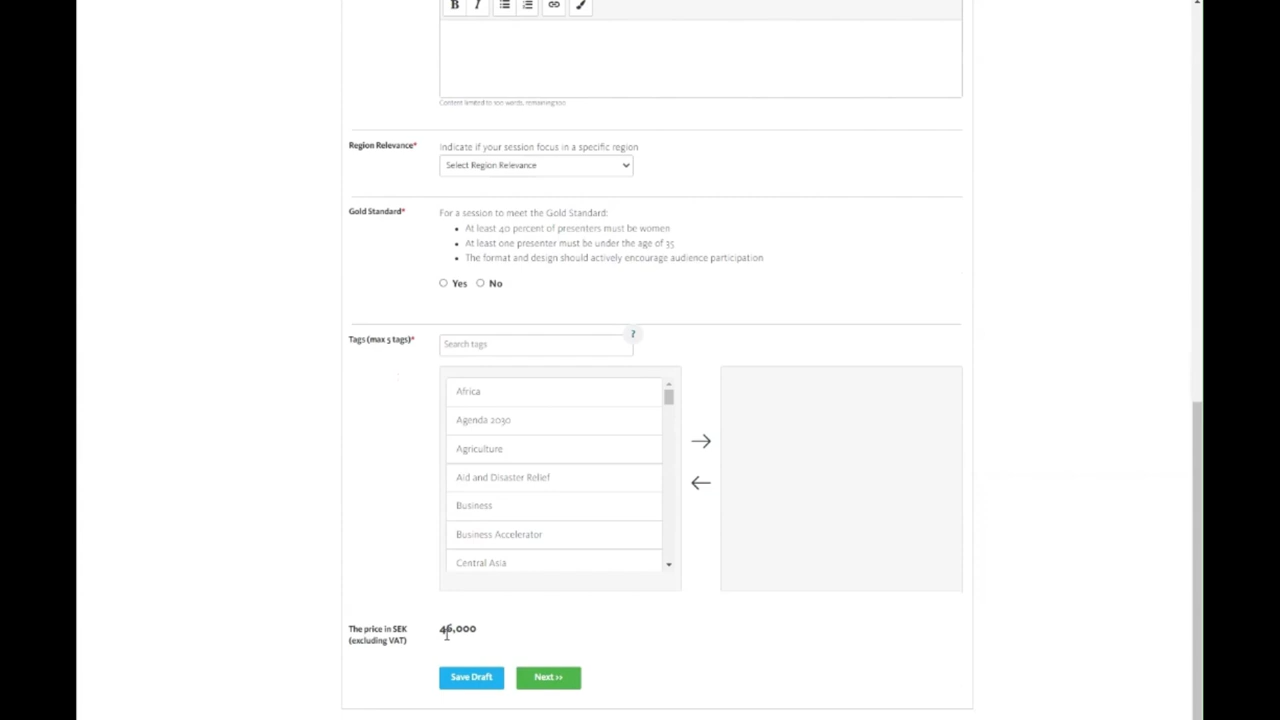 B I
Content limited to 100 words, remaining:100
Region Relevance*
Indicate if your session focus in a specific region
Select Region Relevance
Gold Standard*
For a session to meet the Gold Standard:
At least 40 percent of presenters must be women
At least one presenter must be under the age of 35
The format and design should actively encourage audience participation
Yes No
Tags (max 5 tags)*
?
Search tags
Africa
Agenda 2030
Agriculture
Aid and Disaster Relief
Business
Business Accelerator
Central Asia
The price in SEK
(excluding VAT)
46,000
Save Draft
Next >>